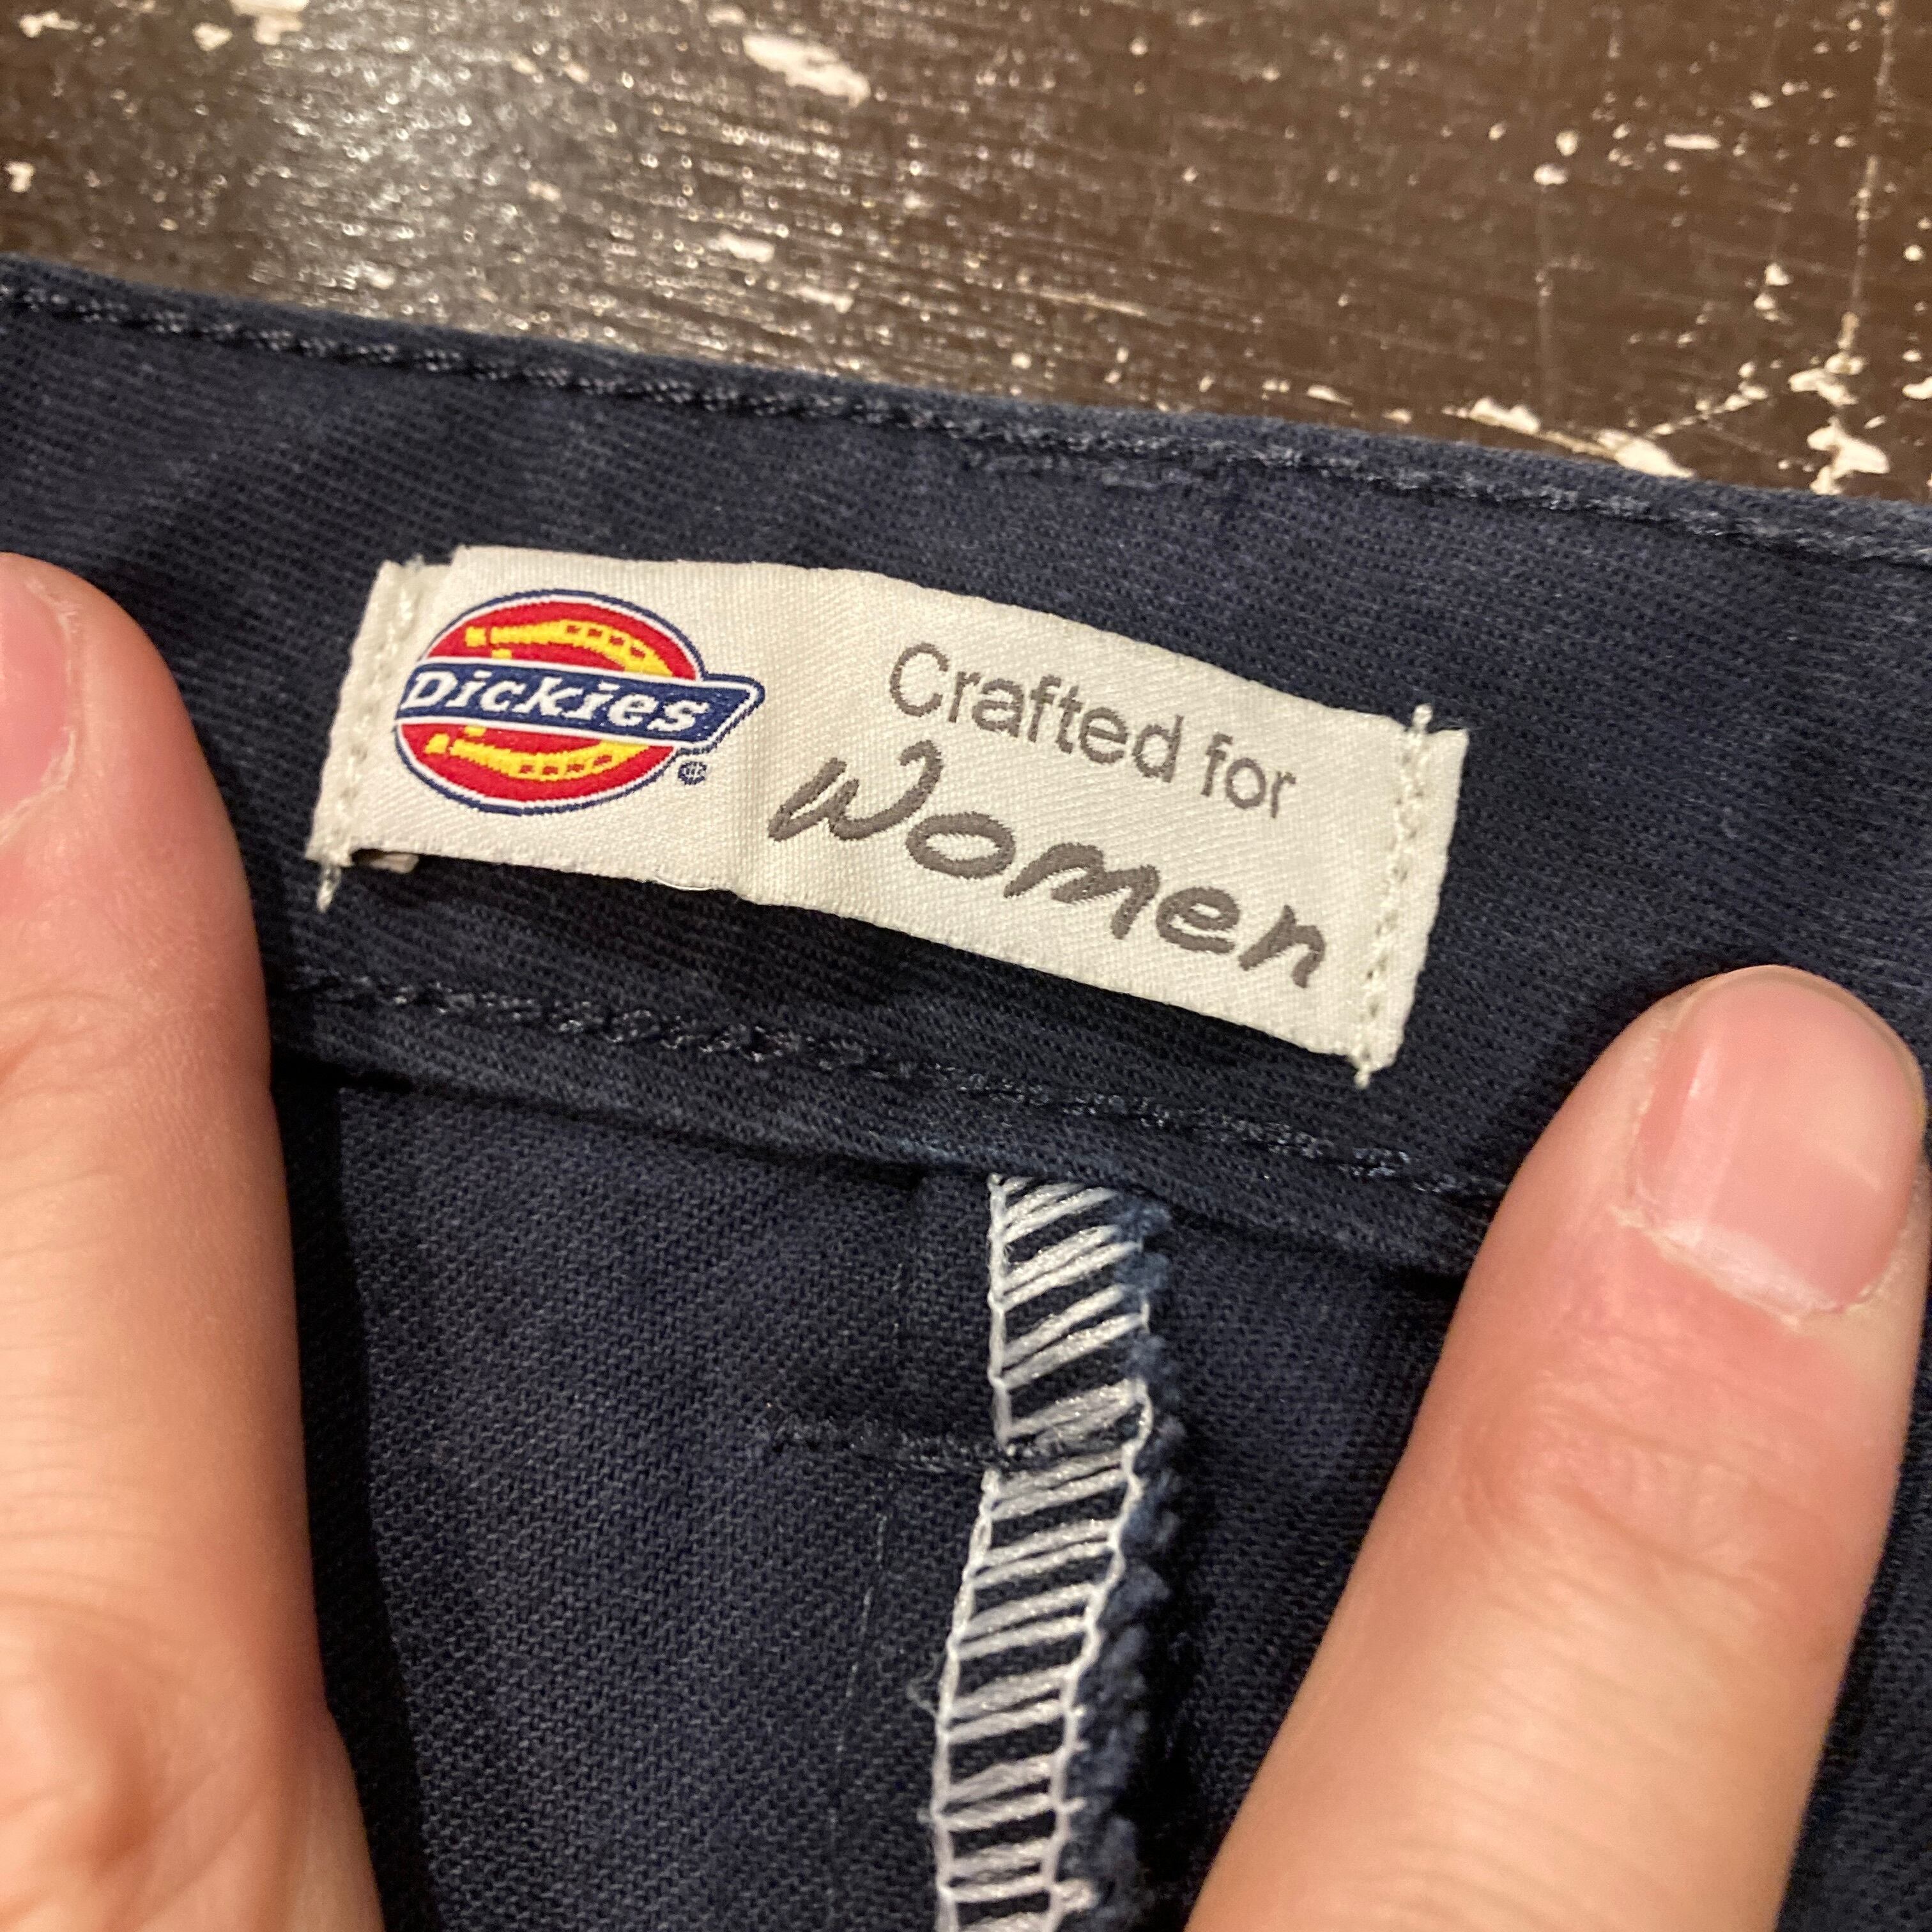 Dickies
Crafted for
Women